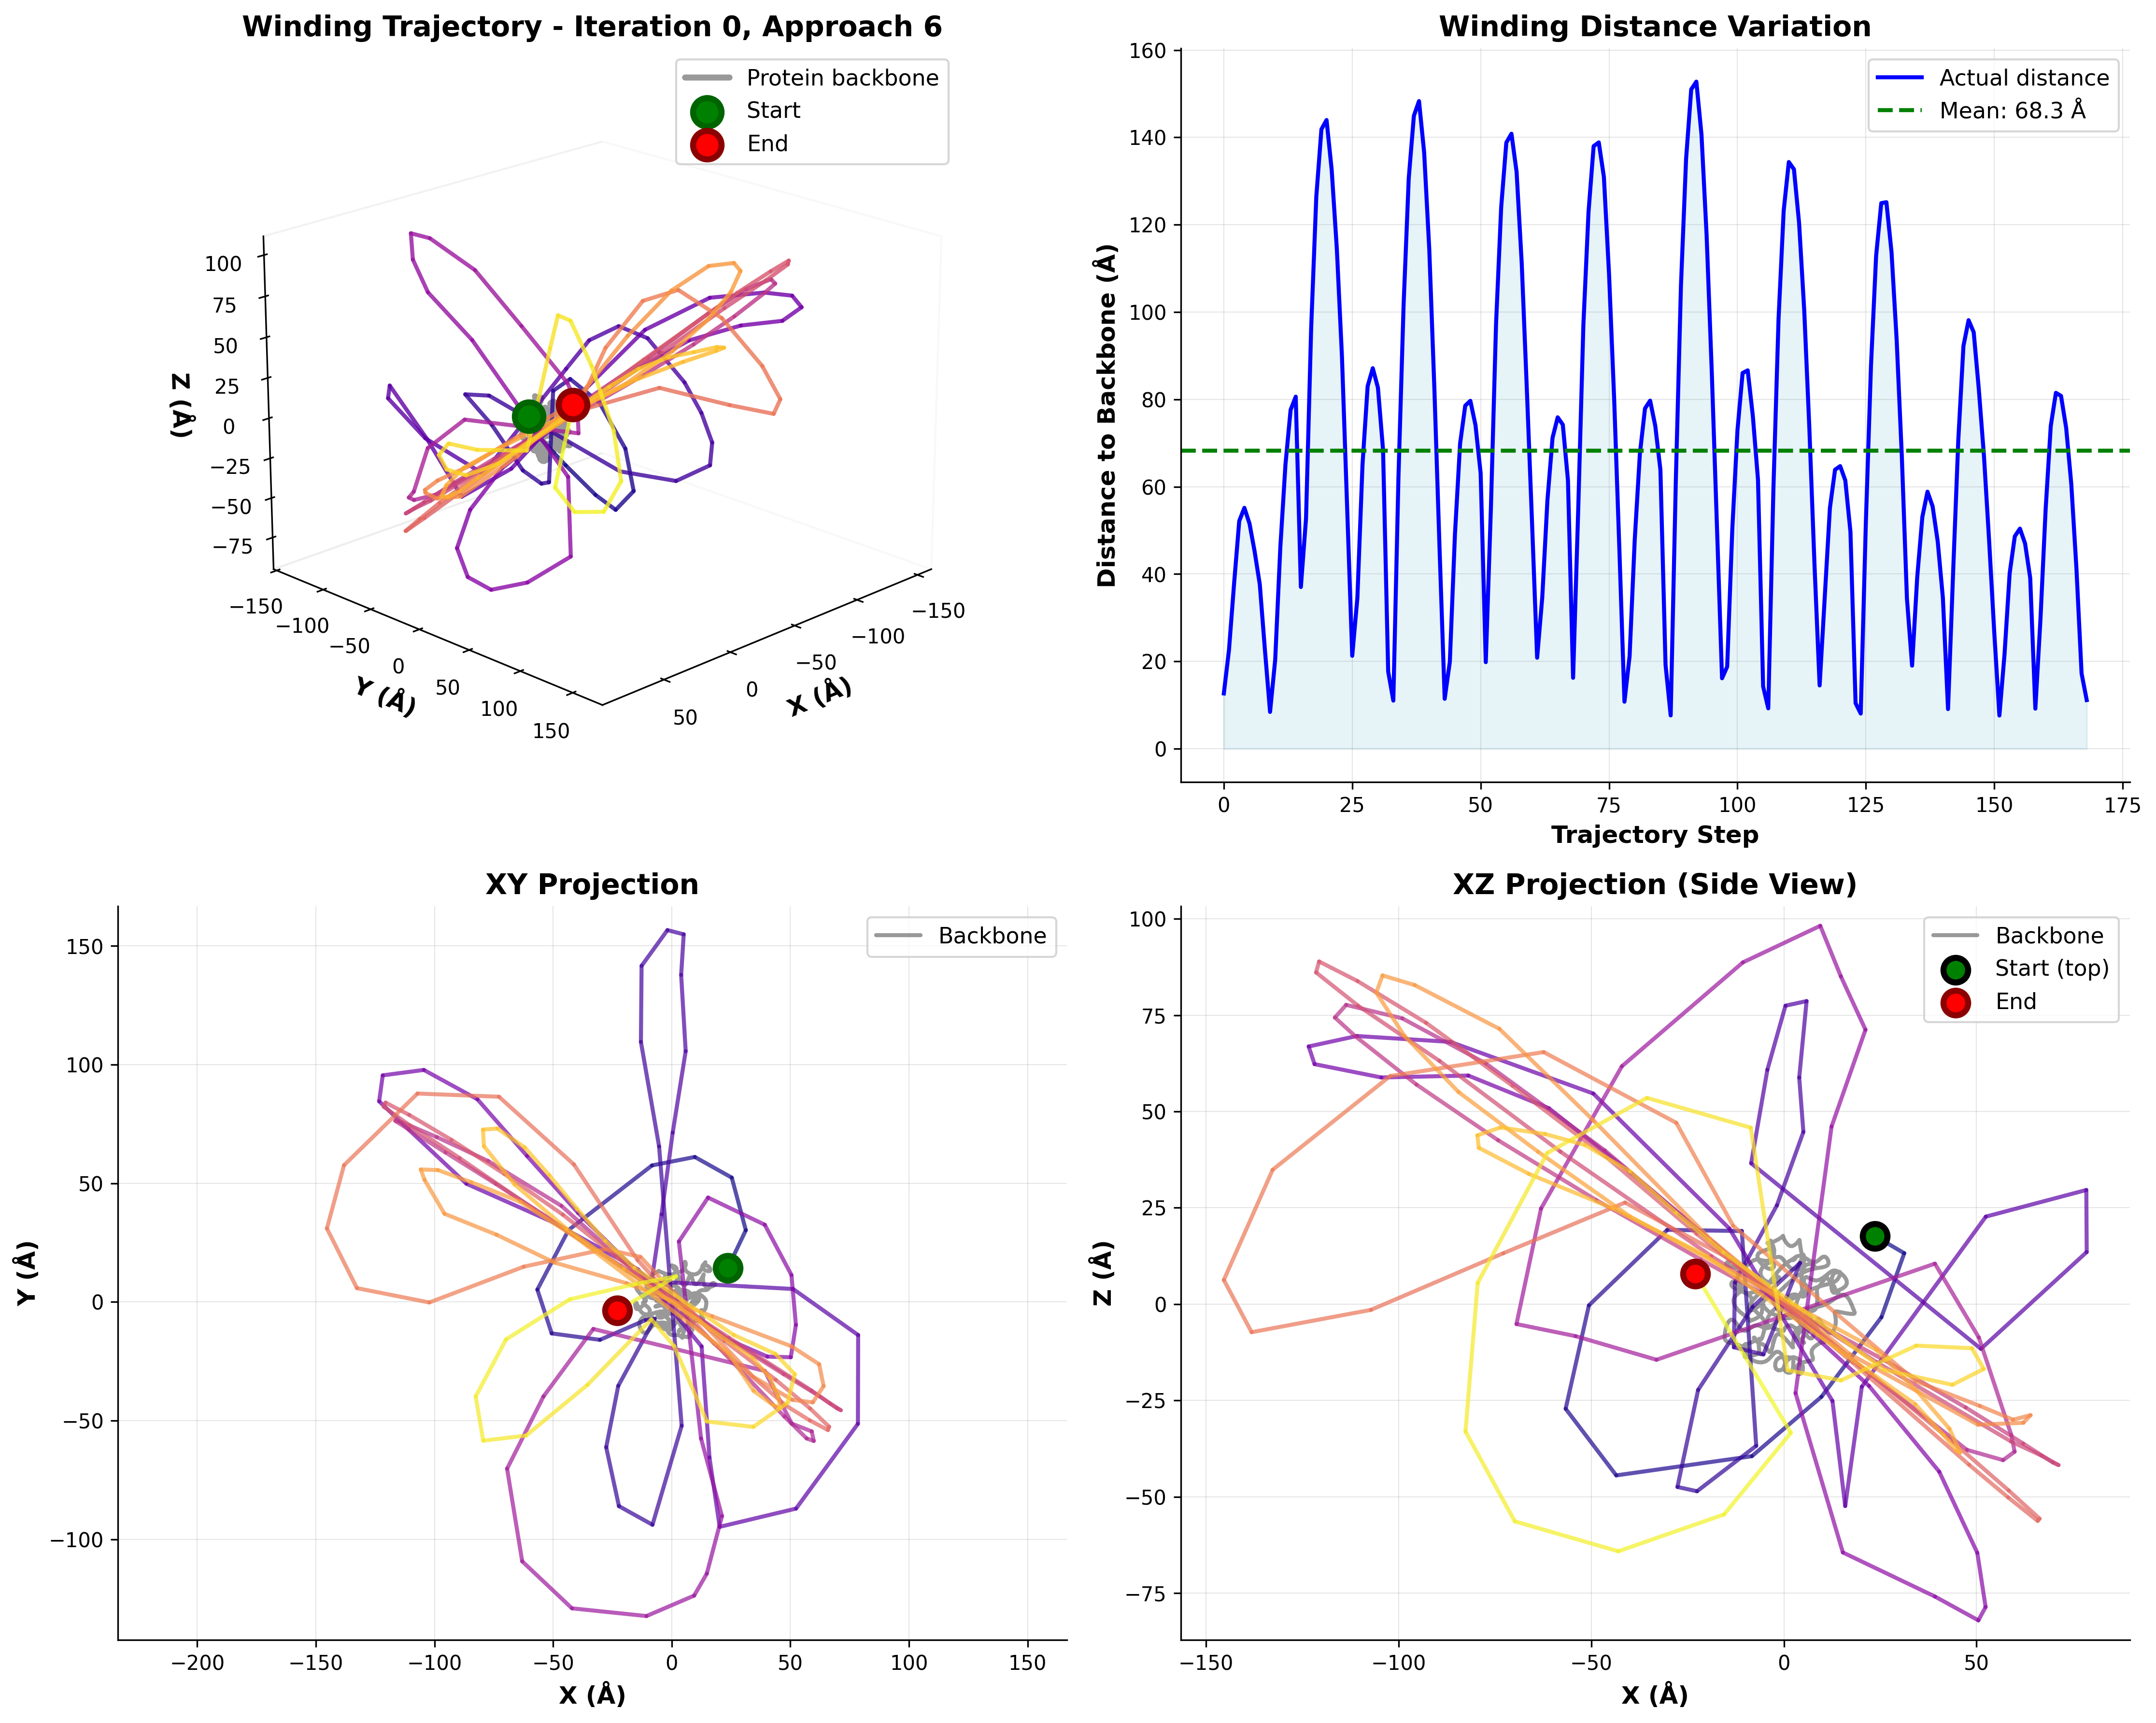 Winding Trajectory - Iteration 0, Approach 6
Protein backbone
Start
End
100
75
50
25
0
−25
−50
−75
Z (Å)
−150
−100
−50
0
50
100
150
Y (Å)
50
0
−50
−100
−150
X (Å)
Winding Distance Variation
Actual distance
Mean: 68.3 Å
160
140
120
100
80
60
40
20
0
Distance to Backbone (Å)
0 25 50 75 100 125 150 175
Trajectory Step
XY Projection
Backbone
150
100
50
0
−50
−100
Y (Å)
−200 −150 −100 −50 0 50 100 150
X (Å)
XZ Projection (Side View)
Backbone
Start (top)
End
100
75
50
25
0
−25
−50
−75
Z (Å)
−150 −100 −50 0 50
X (Å)